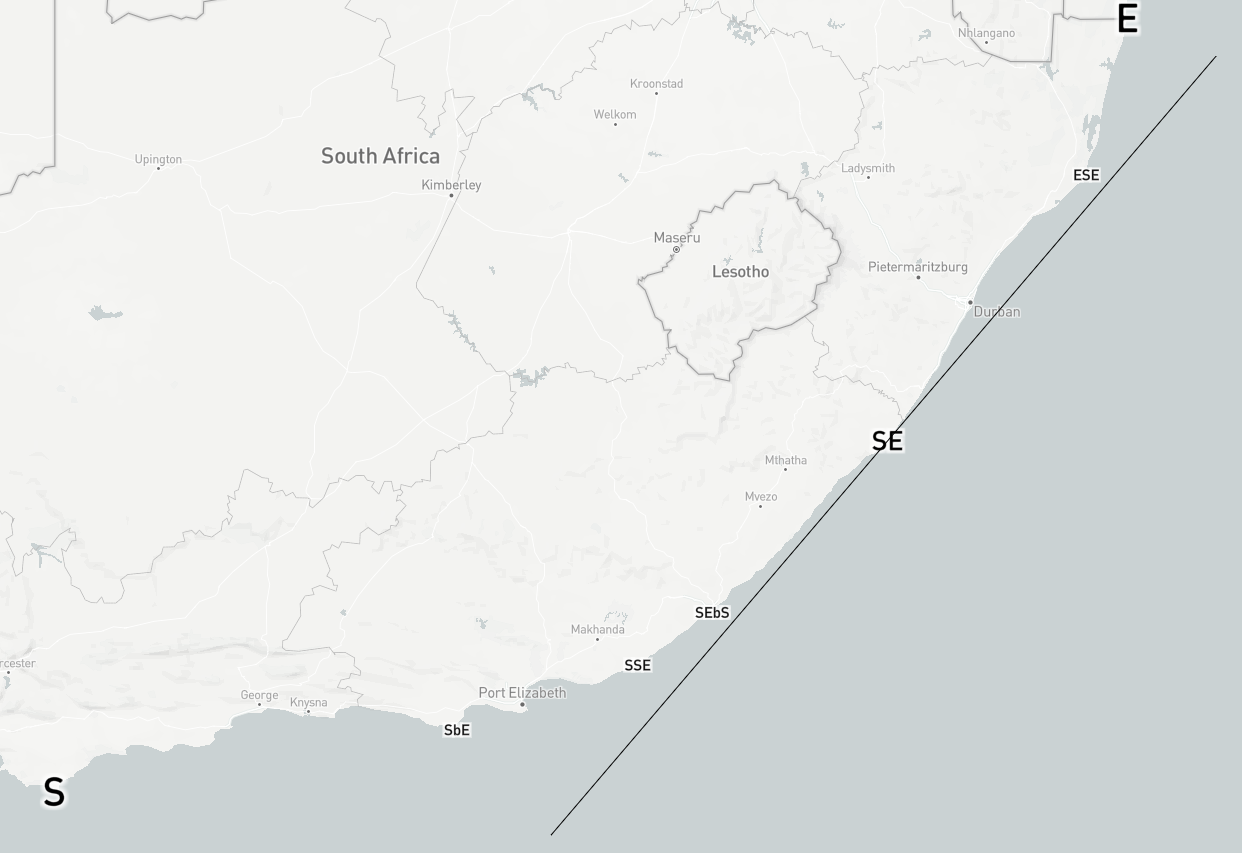 E
Nhlangano
Kroonstad
Welkom
South Africa
Upington
Ladysmith
ESE
Kimberley
Maseru
Lesotho
Pietermaritzburg
Durban
SE
Mthatha
Mvezo
SEbS
Makhanda
SSE
rcester
George
Knysna
Port Elizabeth
SbE
S